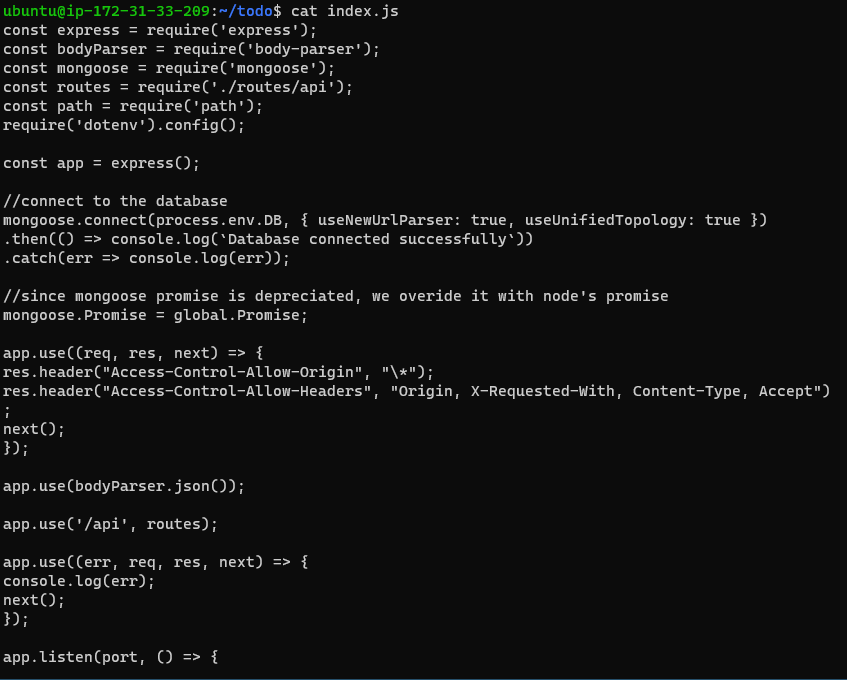 ubuntu@ip-172-31-33-209:~/todo$ cat index.js
const express = require('express');
const bodyParser = require('body-parser');
const mongoose = require('mongoose');
const routes = require('./routes/api');
const path = require('path');
require('dotenv').config();

const app = express();

//connect to the database
mongoose.connect(process.env.DB, { useNewUrlParser: true, useUnifiedTopology: true })
.then(() => console.log(`Database connected successfully`))
.catch(err => console.log(err));

//since mongoose promise is depreciated, we overide it with node's promise
mongoose.Promise = global.Promise;

app.use((req, res, next) => {
res.header("Access-Control-Allow-Origin", "\*");
res.header("Access-Control-Allow-Headers", "Origin, X-Requested-With, Content-Type, Accept")
;
next();
});

app.use(bodyParser.json());

app.use('/api', routes);

app.use((err, req, res, next) => {
console.log(err);
next();
});

app.listen(port, () => {